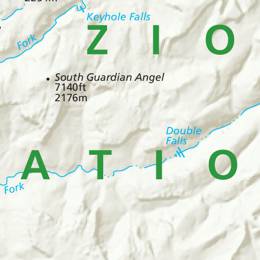 Keyhole Falls
Z I O
Fork
South Guardian Angel
7140ft
2176m
Double
Falls
A T I O
Fork